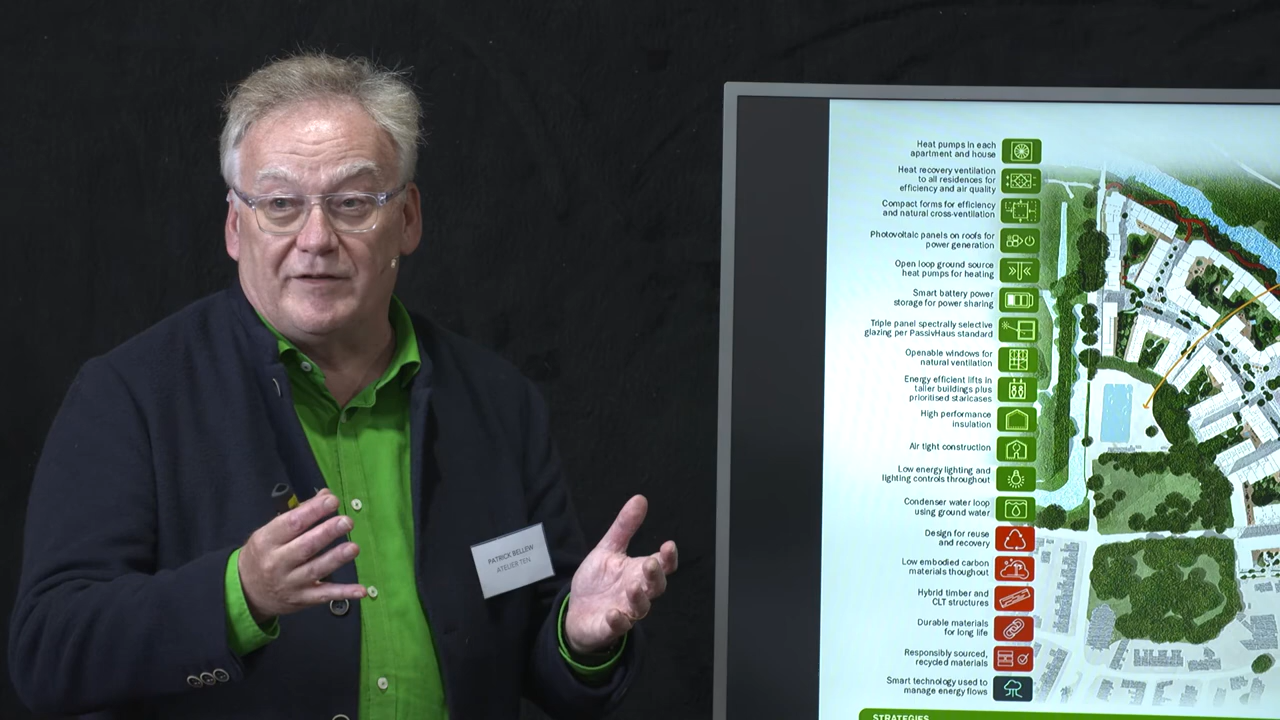 PATRICK BELLEW
ATELIER TEN
Heat pumps in each
apartment and house
Heat recovery ventilation
to all residences for
efficiency and air quality
Compact forms for efficiency
and natural cross-ventilation
Photovoltaic panels on roofs for
power generation
Open loop ground source
heat pumps for heating
Smart battery power
storage for power sharing
Triple panel spectrally selective
glazing per PassivHaus standard
Openable windows for
natural ventilation
Energy efficient lifts in
taller buildings plus
prioritised staricases
High performance
insulation
Air tight construction
Low energy lighting and
lighting controls throughout
Condenser water loop
using ground water
Design for reuse
and recovery
Low embodied carbon
materials thoughout
Hybrid timber and
CLT structures
Durable materials
for long life
Responsibly sourced,
recycled materials
Smart technology used to
manage energy flows
STRATEGIES